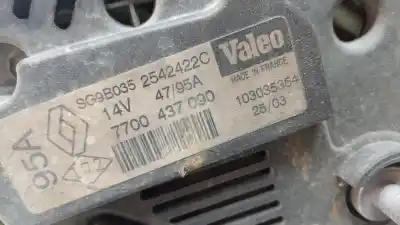 SG9B035 2542422C
14V 47/95A
7700 437 090
95A
Valeo
MADE IN FRANCE
103035354
25/03